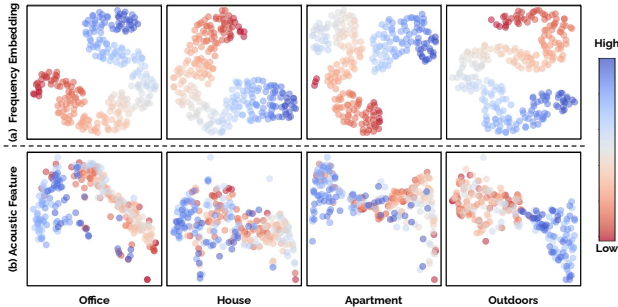 (a) Frequency Embedding
High
Low
(b) Acoustic Feature
Office
House
Apartment
Outdoors